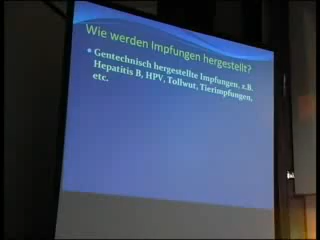 Wie werden Impfungen hergestellt?
Gentechnisch hergestellte Impfungen, z.B.
Hepatitis B, HPV, Tollwut, Tierimpfungen,
etc.